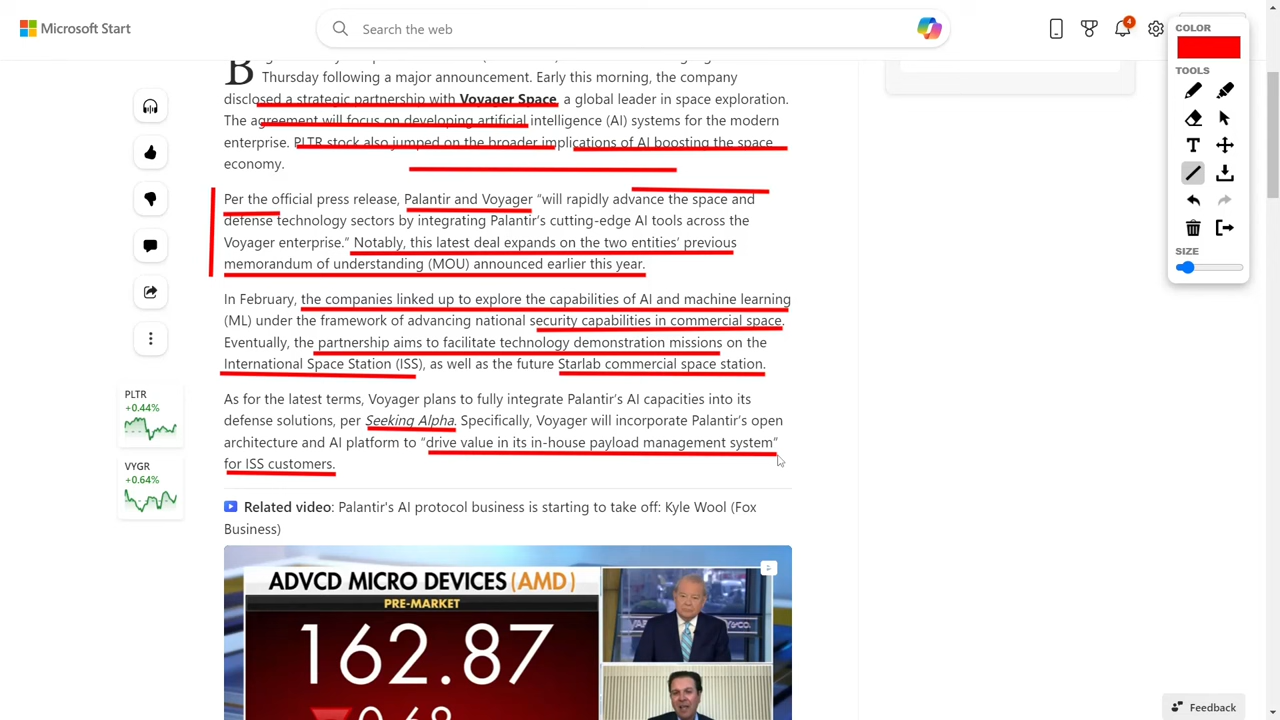 Microsoft Start
Search the web
4
COLOR
TOOLS
SIZE
B
Thursday following a major announcement. Early this morning, the company
disclosed a strategic partnership with Voyager Space, a global leader in space exploration.
The agreement will focus on developing artificial intelligence (AI) systems for the modern
enterprise. PLTR stock also jumped on the broader implications of AI boosting the space
economy.
Per the official press release, Palantir and Voyager “will rapidly advance the space and
defense technology sectors by integrating Palantir’s cutting-edge AI tools across the
Voyager enterprise.” Notably, this latest deal expands on the two entities’ previous
memorandum of understanding (MOU) announced earlier this year.
In February, the companies linked up to explore the capabilities of AI and machine learning
(ML) under the framework of advancing national security capabilities in commercial space.
Eventually, the partnership aims to facilitate technology demonstration missions on the
International Space Station (ISS), as well as the future Starlab commercial space station.
As for the latest terms, Voyager plans to fully integrate Palantir’s AI capacities into its
defense solutions, per Seeking Alpha. Specifically, Voyager will incorporate Palantir’s open
architecture and AI platform to “drive value in its in-house payload management system”
for ISS customers.
PLTR
+0.44%
VYGR
+0.64%
Related video: Palantir's AI protocol business is starting to take off: Kyle Wool (Fox
Business)
ADVCD MICRO DEVICES (AMD)
PRE-MARKET
162.87
0.68
Feedback